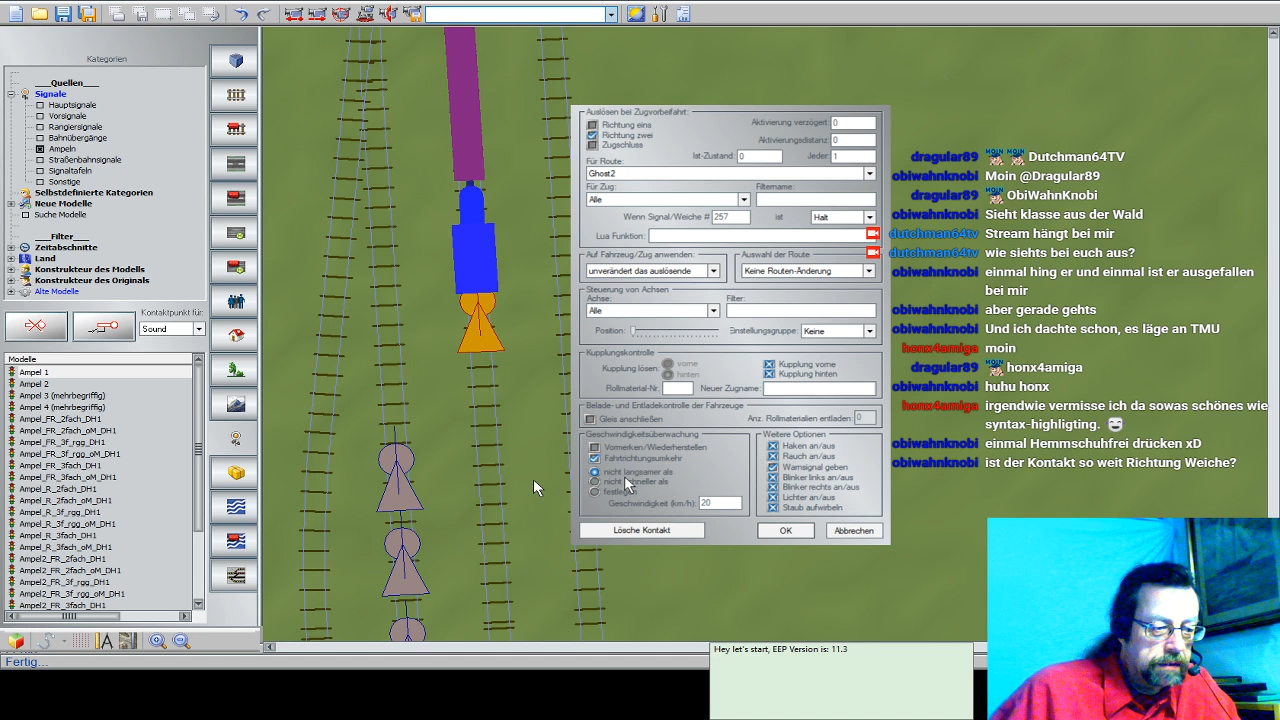 Kategorien
___Quellen___
Signale
Hauptsignale
Vorsignale
Rangiersignale
Bahnübergänge
Ampeln
Straßenbahnsignale
Signaltafeln
Sonstige
Selbstdefinierte Kategorien
Neue Modelle
Suche Modelle
___Filter___
Zeitabschnitte
Land
Konstrukteure des Modells
Konstrukteure des Originals
Alte Modelle
Kontaktpunkt für:
Sound
Modelle
Ampel 1
Ampel 2
Ampel 3 (mehrbegriffig)
Ampel 4 (mehrbegriffig)
Ampel_FR_2fach_DH1
Ampel_FR_2fach_oM_DH1
Ampel_FR_3f_rgg_DH1
Ampel_FR_3f_rgg_oM_DH1
Ampel_FR_3fach_DH1
Ampel_FR_3fach_oM_DH1
Ampel_R_2fach_DH1
Ampel_R_2fach_oM_DH1
Ampel_R_3f_rgg_DH1
Ampel_R_3f_rgg_oM_DH1
Ampel_R_3fach_DH1
Ampel_R_3fach_oM_DH1
Ampel2_FR_2fach_DH1
Ampel2_FR_2fach_oM_DH1
Ampel2_FR_3f_rgg_DH1
Ampel2_FR_3f_rgg_oM_DH1
Ampel2_FR_3fach_DH1
Fertig...
Auslösen bei Zugvorbeifahrt:
Richtung eins
Aktivierung verzögert: 0
Richtung zwei
Aktivierungsdistanz: 0
Zugschluss
Ist-Zustand: 0
Jeder: 1
Für Route:
Ghost2
Für Zug:
Filtername:
Alle
Wenn Signal/Weiche # 257 ist Halt
Lua Funktion:
Auf Fahrzeug/Zug anwenden:
Auswahl der Route
unverändert das auslösende
Keine Routen-Änderung
Steuerung von Achsen
Achse:
Filter:
Alle
Position:
Einstellungsgruppe: Keine
Kupplungskontrolle
Kupplung lösen:
vorne
hinten
Kupplung vorne
Kupplung hinten
Rollmaterial-Nr.
Neuer Zugname:
Belade- und Entladekontrolle der Fahrzeuge
Gleis anschließen
Anz. Rollmaterialien entladen: 0
Geschwindigkeitsüberwachung
Vormerken/Wiederherstellen
Fahrtrichtungsumkehr
nicht langsamer als
nicht schneller als
festlegen
Geschwindigkeit (km/h): 20
Weitere Optionen
Haken an/aus
Rauch an/aus
Warnsignal geben
Blinker links an/aus
Blinker rechts an/aus
Lichter an/aus
Staub aufwirbeln
Lösche Kontakt
OK
Abbrechen
Hey let's start, EEP Version is: 11.3
dragular89 MOIN MOIN Dutchman64TV
obiwahnknobi Moin @Dragular89
dragular89 MOIN ObiWahnKnobi
obiwahnknobi Sieht klasse aus der Wald
dutchman64tv Stream hängt bei mir
dutchman64tv wie siehts bei euch aus?
obiwahnknobi einmal hing er und einmal ist er ausgefallen
bei mir
obiwahnknobi aber gerade gehts
obiwahnknobi Und ich dachte schon, es läge an TMU
honx4amiga moin
dragular89 MOIN honx4amiga
obiwahnknobi huhu honx
honx4amiga irgendwie vermisse ich da sowas schönes wie
syntax-highligting.
obiwahnknobi einmal Hemmschuhfrei drücken xD
obiwahnknobi ist der Kontakt so weit Richtung Weiche?